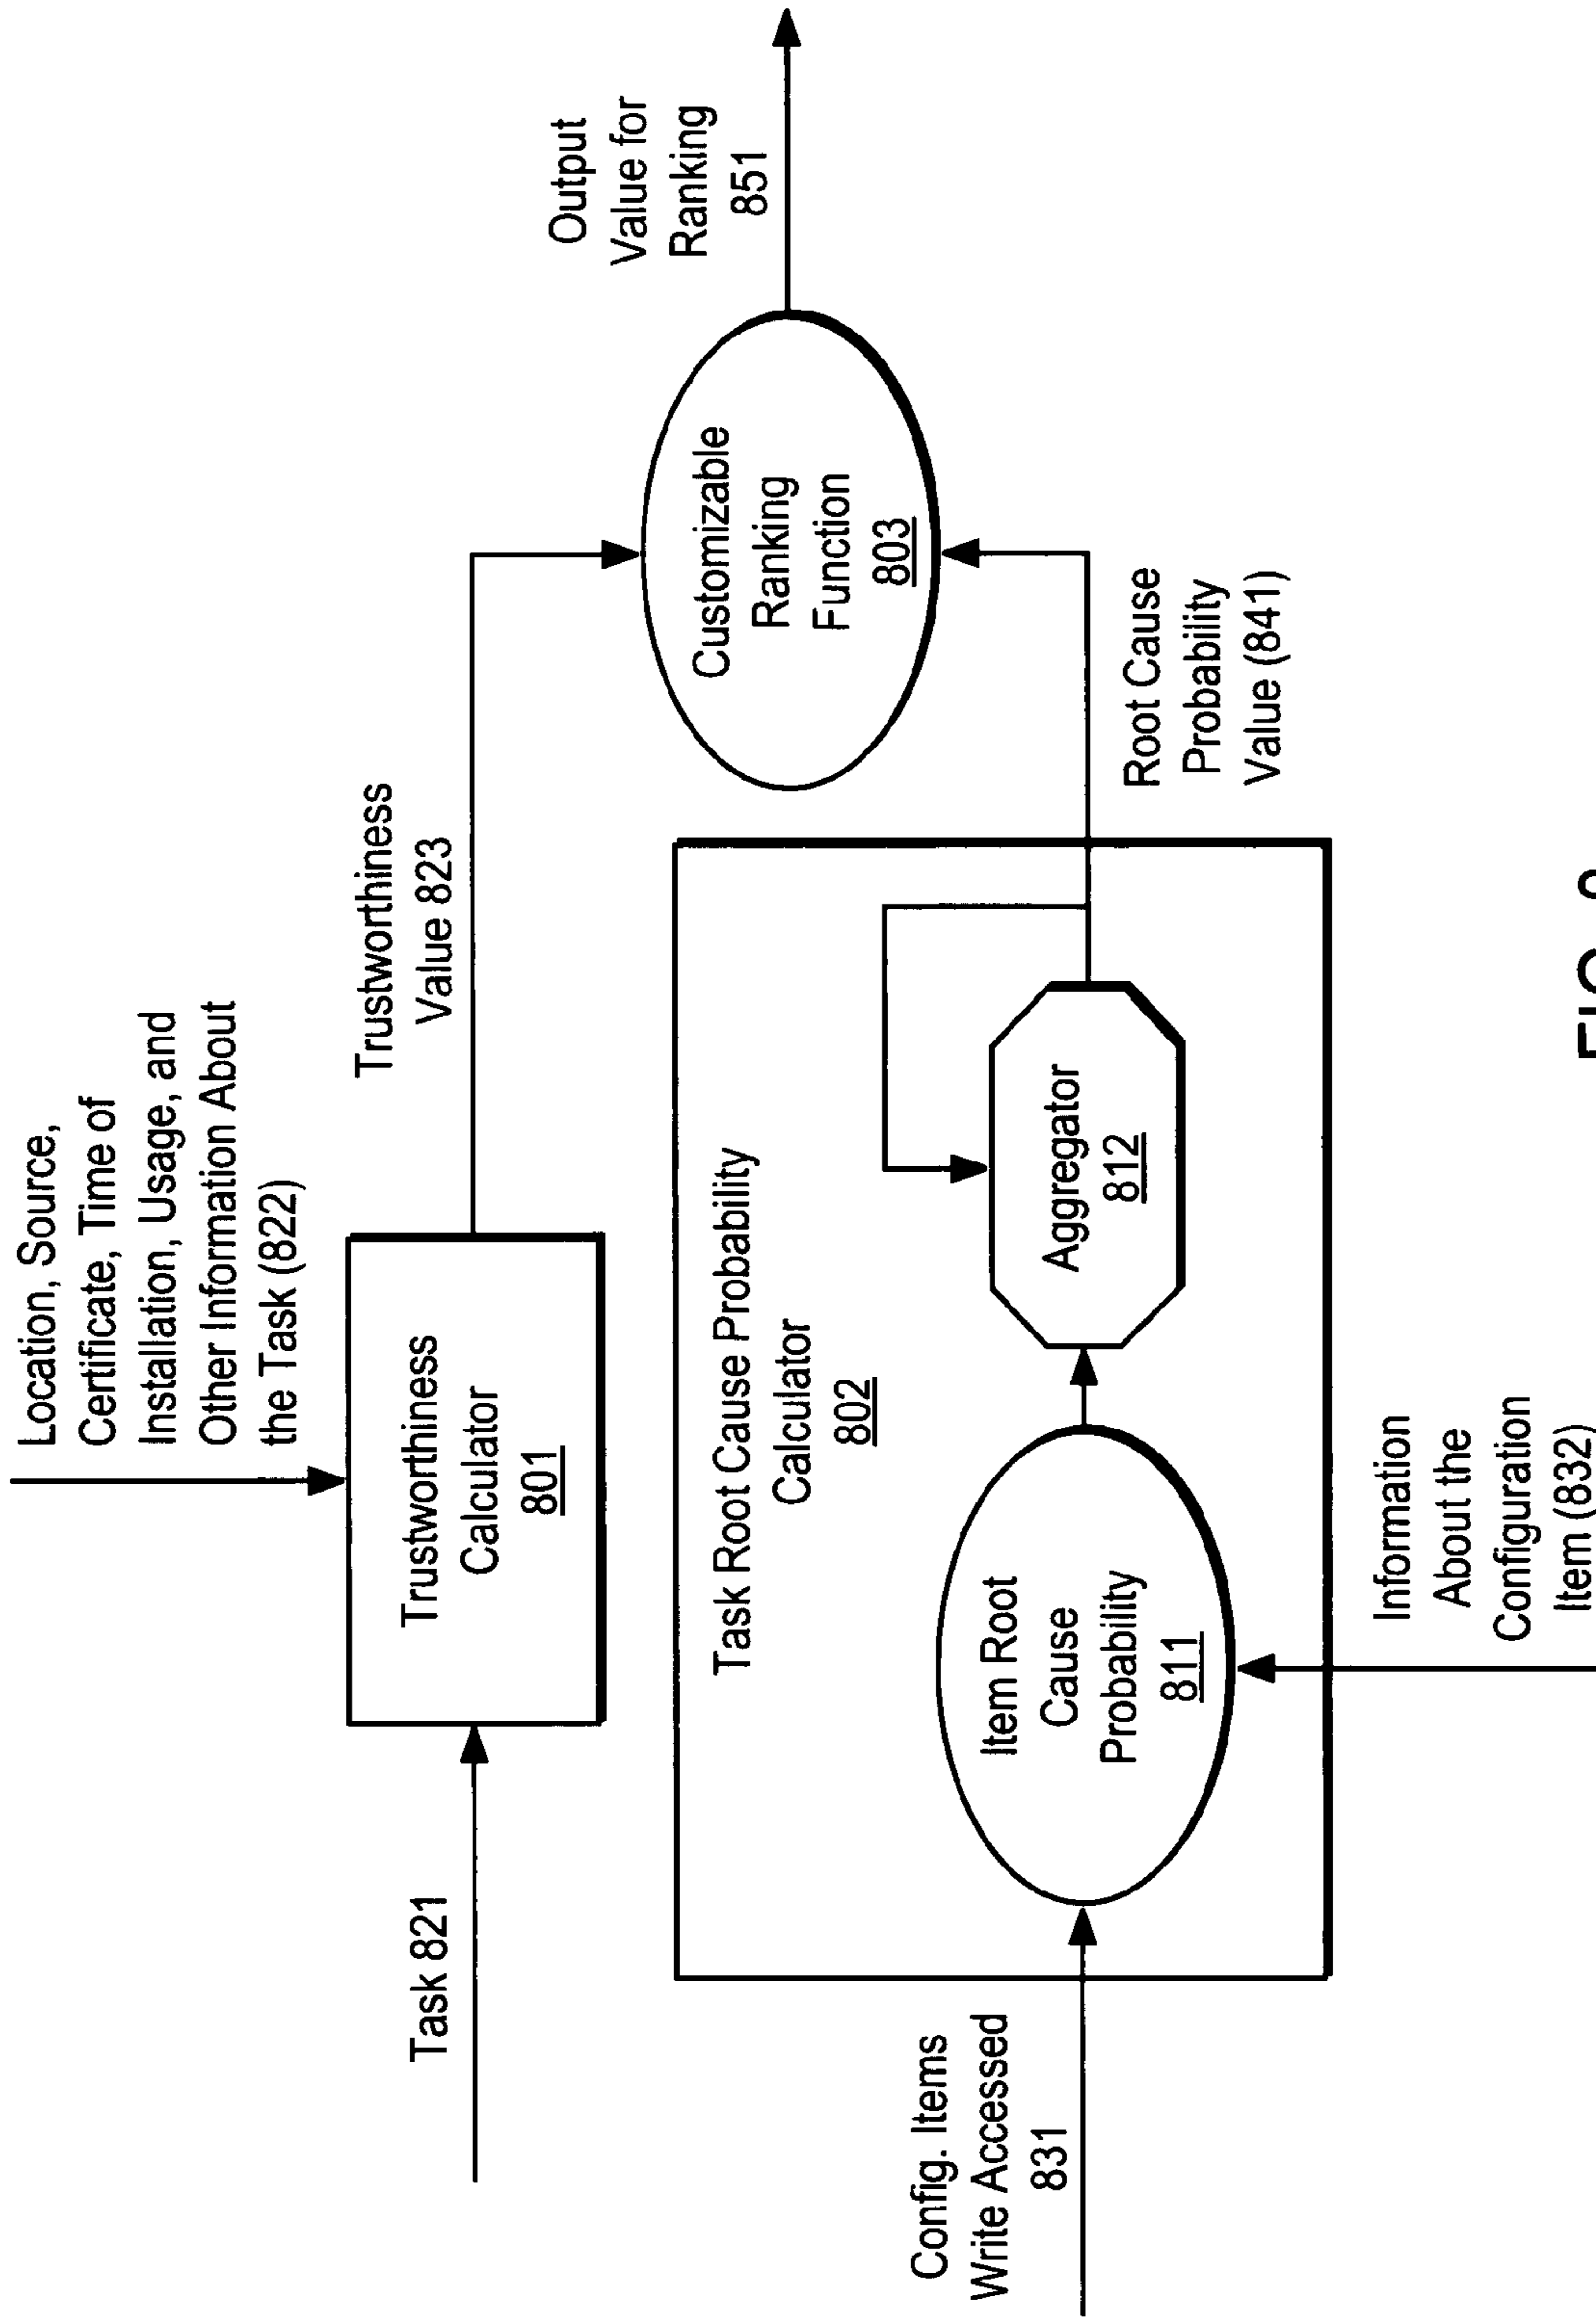 Location, Source,
Certificate, Time of
Installation, Usage, and
Other Information About
the Task (822)
Task 821
Trustworthiness
Calculator
801
Trustworthiness
Value 823
Output
Value for
Ranking
851
Customizable
Ranking
Function
803
Task Root Cause Probability
Calculator
802
Config. Items
Write Accessed
831
Item Root
Cause
Probability
811
Aggregator
812
Root Cause
Probability
Value (841)
Information
About the
Configuration
Item (832)